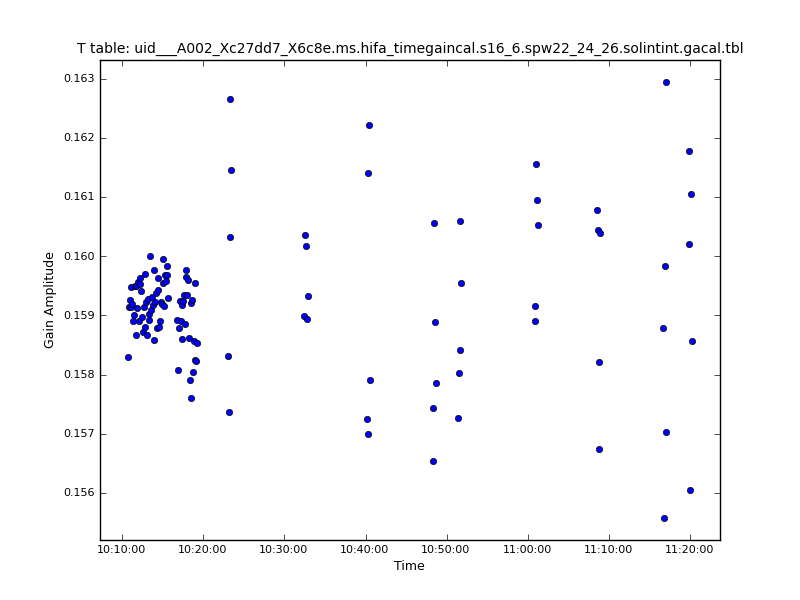 T table: uid___A002_Xc27dd7_X6c8e.ms.hifa_timegaincal.s16_6.spw22_24_26.solintint.gacal.tbl
0.163
0.162
0.161
0.160
0.159
0.158
0.157
0.156
Gain Amplitude
10:10:00 10:20:00 10:30:00 10:40:00 10:50:00 11:00:00 11:10:00 11:20:00
Time